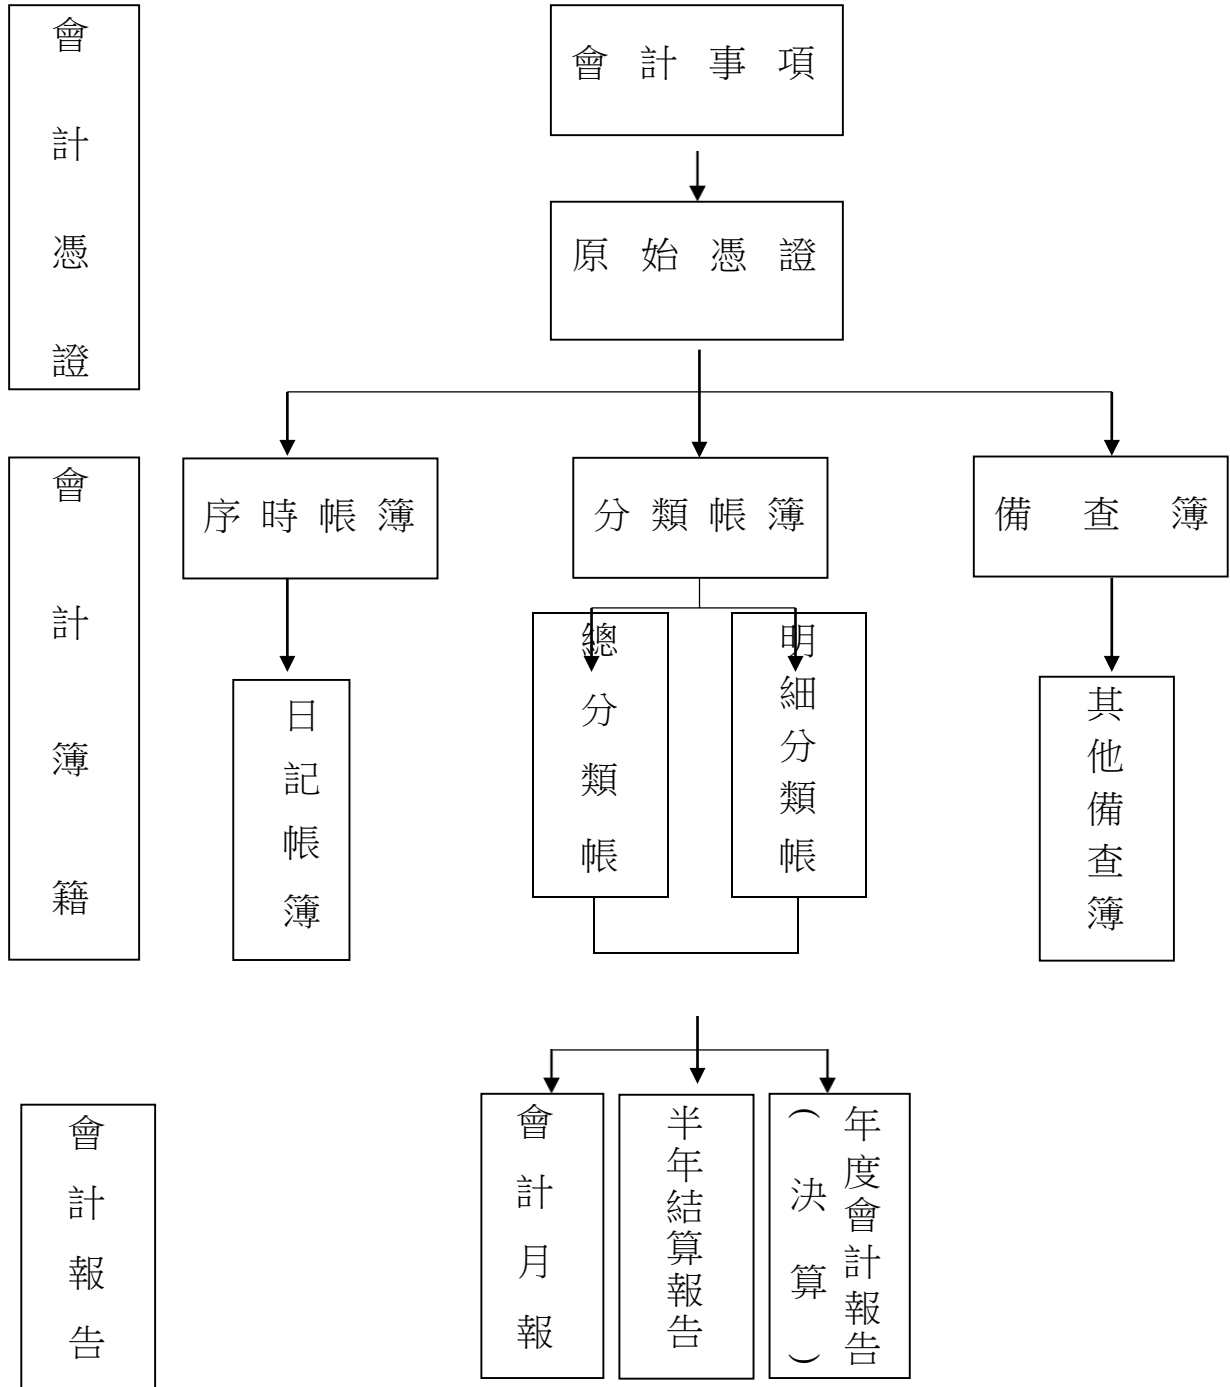 會計憑證
會計事項
原始憑證
會計簿籍
序時帳簿
分類帳簿
備查簿
日記帳簿
總分類帳
明細分類帳
其他備查簿
會計報告
會計月報
半年結算報告
年度會計報告
（決算）